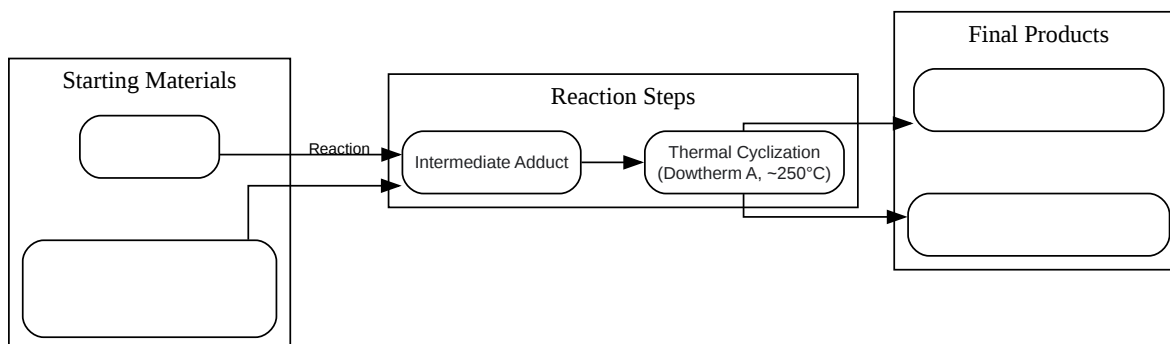 Starting Materials
Reaction
Reaction Steps
Intermediate Adduct
Thermal Cyclization
(Dowtherm A, ~250°C)
Final Products